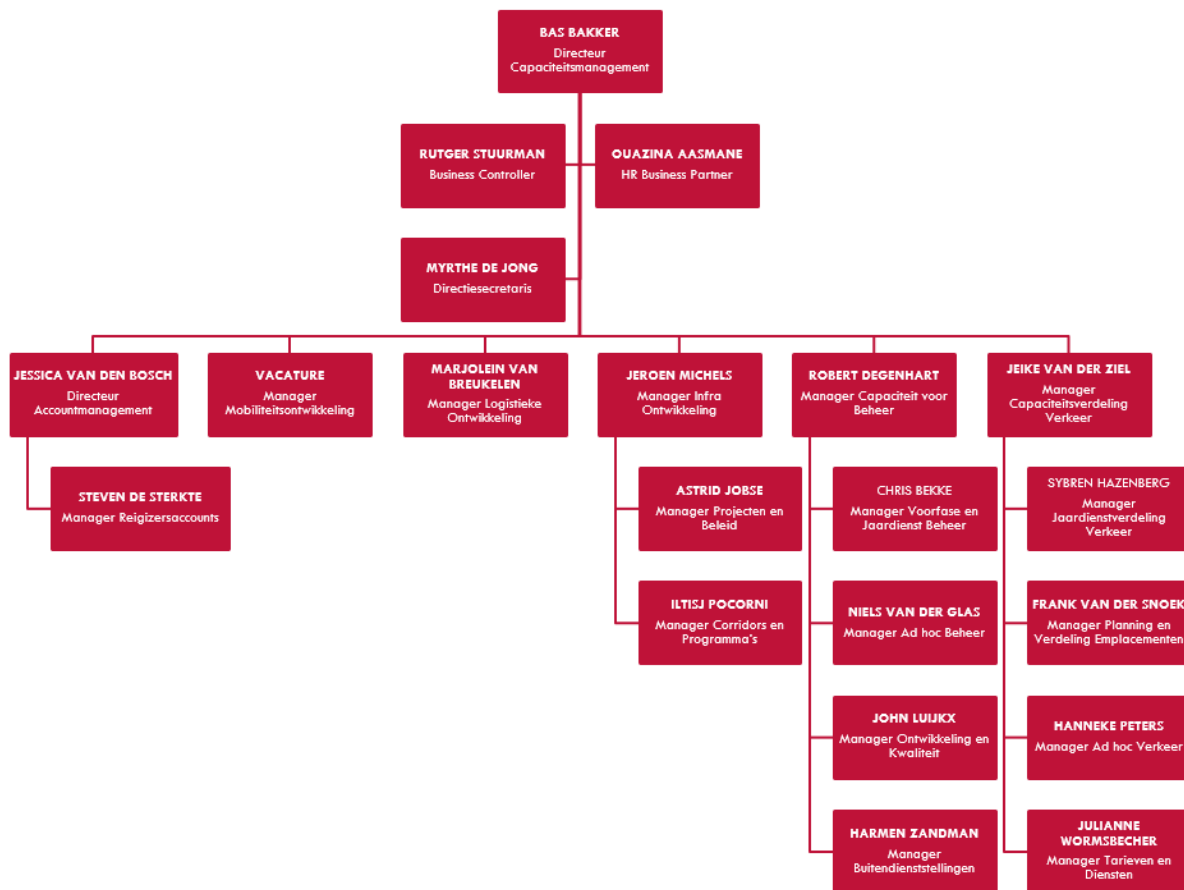 BAS BAKKER
Directeur
Capaciteitsmanagement
RUTGER STUURMAN
Business Controller
OUAZINA AASMANE
HR Business Partner
MYRTHE DE JONG
Directiesecretaris
JESSICA VAN DEN BOSCH
Directeur
Accountmanagement
VACATURE
Manager
Mobiliteitsontwikkeling
MARJOLEIN VAN
BREUKELEN
Manager Logistieke
Ontwikkeling
JEROEN MICHELS
Manager Infra
Ontwikkeling
ROBERT DEGENHART
Manager Capaciteit voor
Beheer
JEIKE VAN DER ZIEL
Manager
Capaciteitsverdeling
Verkeer
STEVEN DE STERKTE
Manager Reigizersaccounts
ASTRID JOBSE
Manager Projecten en
Beleid
ILTISJ POCORNI
Manager Corridors en
Programma's
CHRIS BEKKE
Manager Voorfase en
Jaardienst Beheer
NIELS VAN DER GLAS
Manager Ad hoc Beheer
JOHN LUIJKX
Manager Ontwikkeling en
Kwaliteit
HARMEN ZANDMAN
Manager
Buitendienststellingen
SYBREN HAZENBERG
Manager
Jaardienstverdeling
Verkeer
FRANK VAN DER SNOEK
Manager Planning en
Verdeling Emplacementen
HANNEKE PETERS
Manager Ad hoc Verkeer
JULIANNE
WORMSBECHER
Manager Tarieven en
Diensten